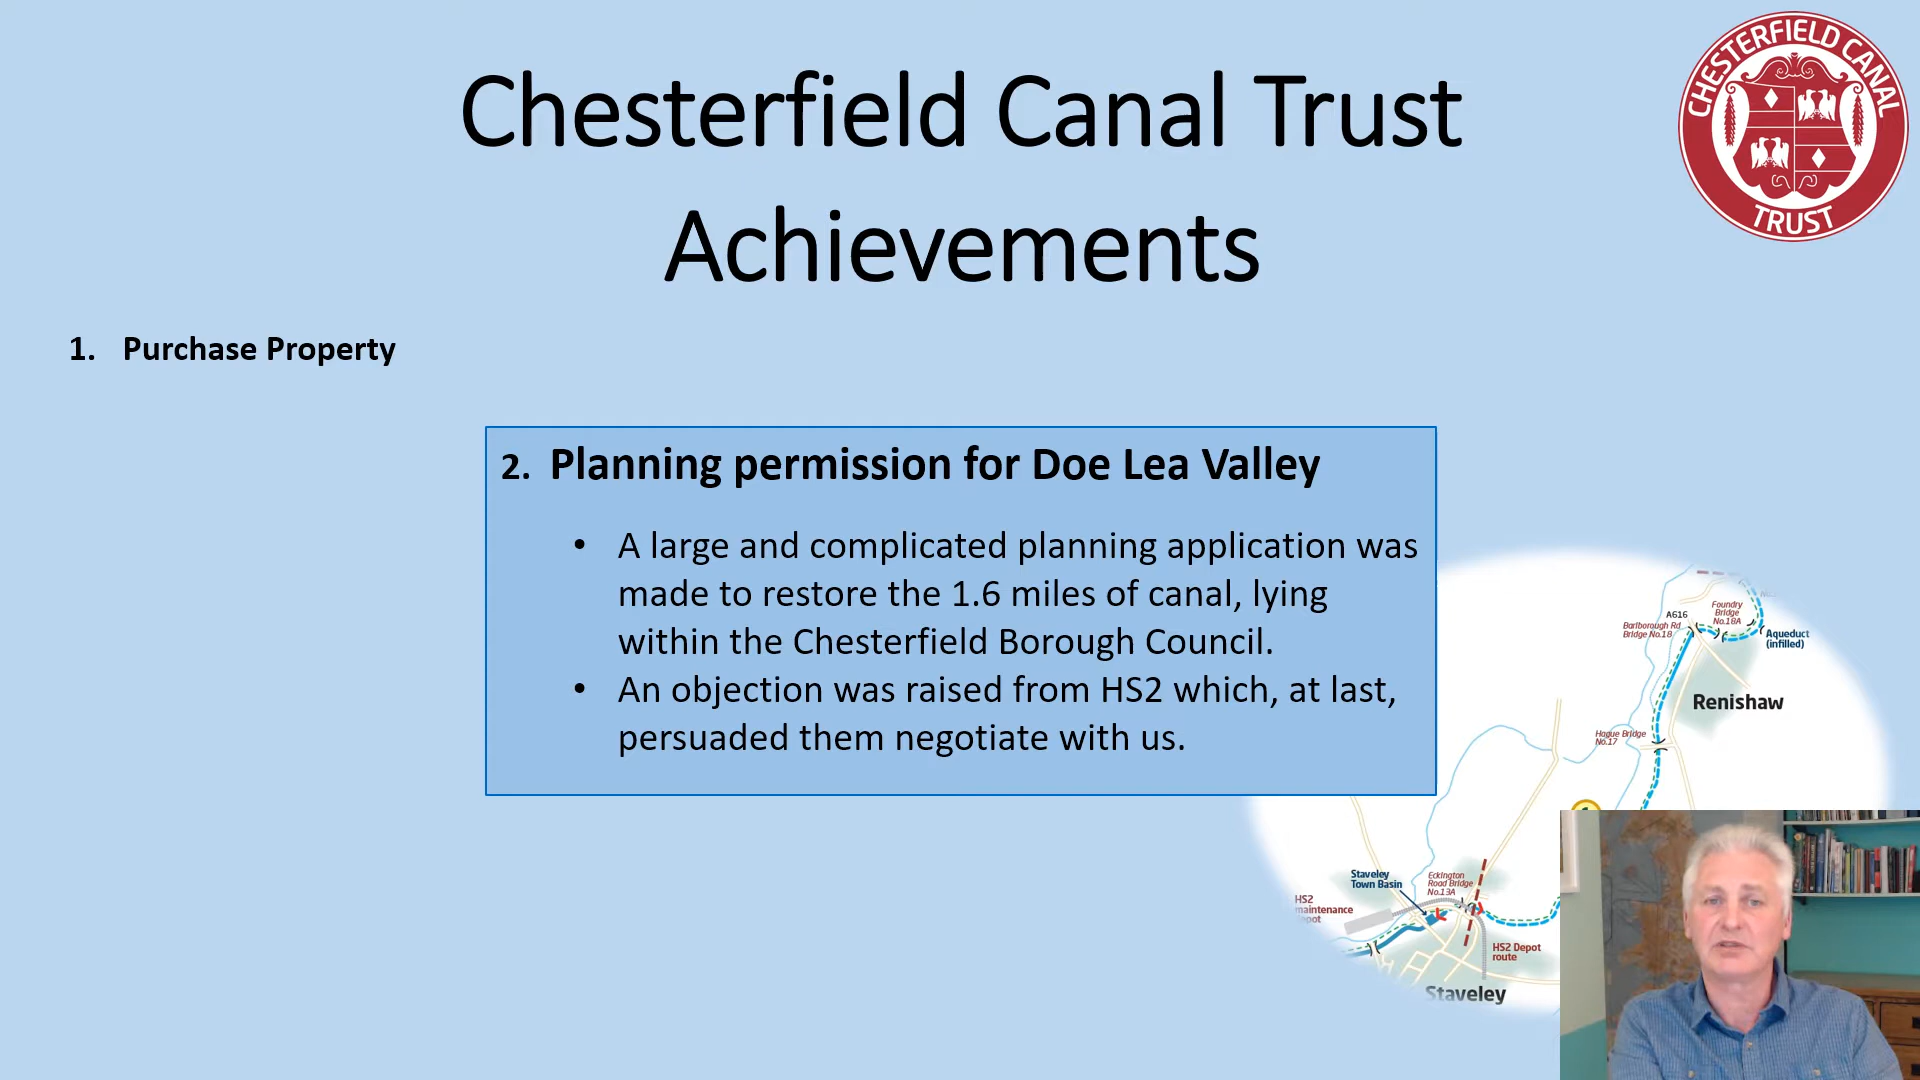 Chesterfield Canal Trust
Achievements
CHESTERFIELD CANAL
TRUST
1. Purchase Property
2. Planning permission for Doe Lea Valley
• A large and complicated planning application was
made to restore the 1.6 miles of canal, lying
within the Chesterfield Borough Council.
• An objection was raised from HS2 which, at last,
persuaded them negotiate with us.
A616
Foundry
Bridge
No.18A
Barlborough Rd
Bridge No.18
Aqueduct
(infilled)
Renishaw
Hague Bridge
No.17
Staveley
Town Basin
Eckington
Road Bridge
No.13A
HS2
maintenance
HS2 Depot
route
Staveley